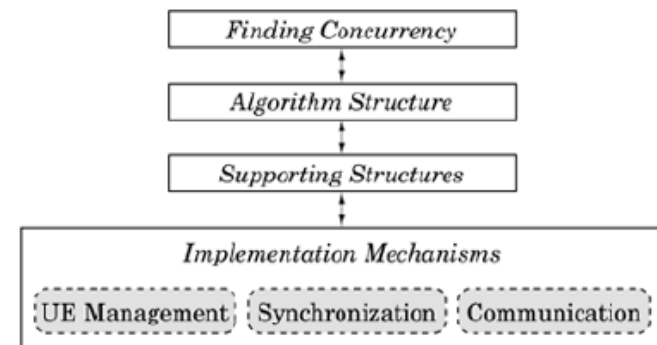 Finding Concurrency
Algorithm Structure
Supporting Structures
Implementation Mechanisms
UE Management Synchronization Communication